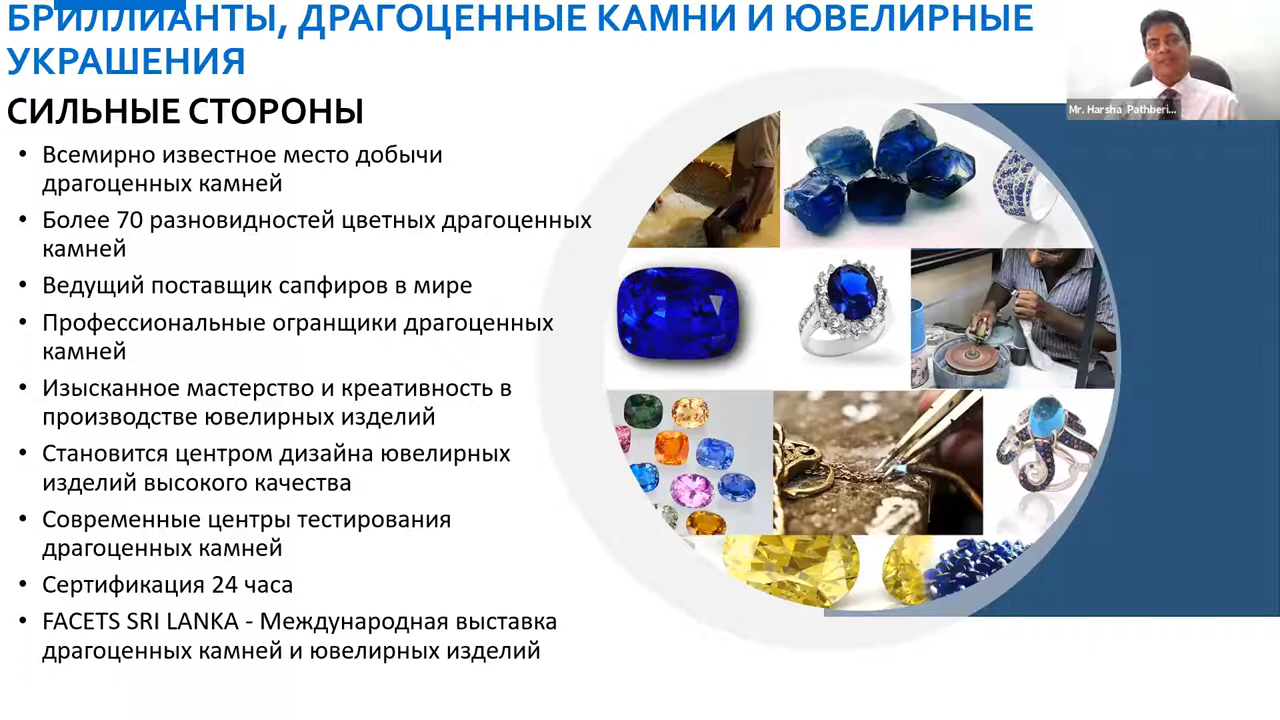 БРИЛЛИАНТЫ, ДРАГОЦЕННЫЕ КАМНИ И ЮВЕЛИРНЫЕ
УКРАШЕНИЯ
СИЛЬНЫЕ СТОРОНЫ
• Всемирно известное место добычи
драгоценных камней
• Более 70 разновидностей цветных драгоценных
камней
• Ведущий поставщик сапфиров в мире
• Профессиональные огранщики драгоценных
камней
• Изысканное мастерство и креативность в
производстве ювелирных изделий
• Становится центром дизайна ювелирных
изделий высокого качества
• Современные центры тестирования
драгоценных камней
• Сертификация 24 часа
• FACETS SRI LANKA - Международная выставка
драгоценных камней и ювелирных изделий
Mr. Harsha Pathberi...